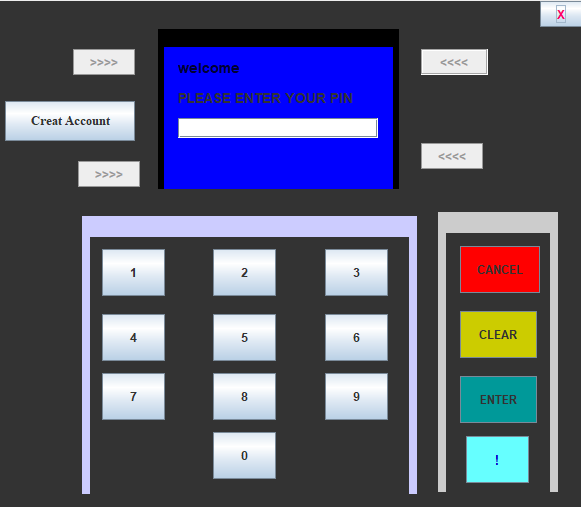 X
>>>>
welcome
<<<<
PLEASE ENTER YOUR PIN
Creat Account
<<<<
>>>>
1 2 3
CANCEL
4 5 6
CLEAR
7 8 9
ENTER
0
!